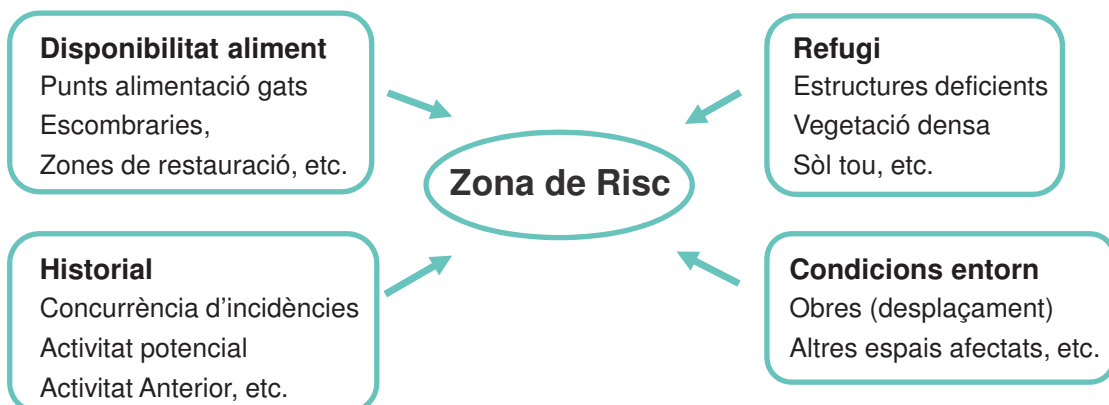 Disponibilitat aliment
Punts alimentació gats
Escombraries,
Zones de restauració, etc.
Refugi
Estructures deficients
Vegetació densa
Sòl tou, etc.
Zona de Risc
Historial
Concurrència d’incidències
Activitat potencial
Activitat Anterior, etc.
Condicions entorn
Obres (desplaçament)
Altres espais afectats, etc.